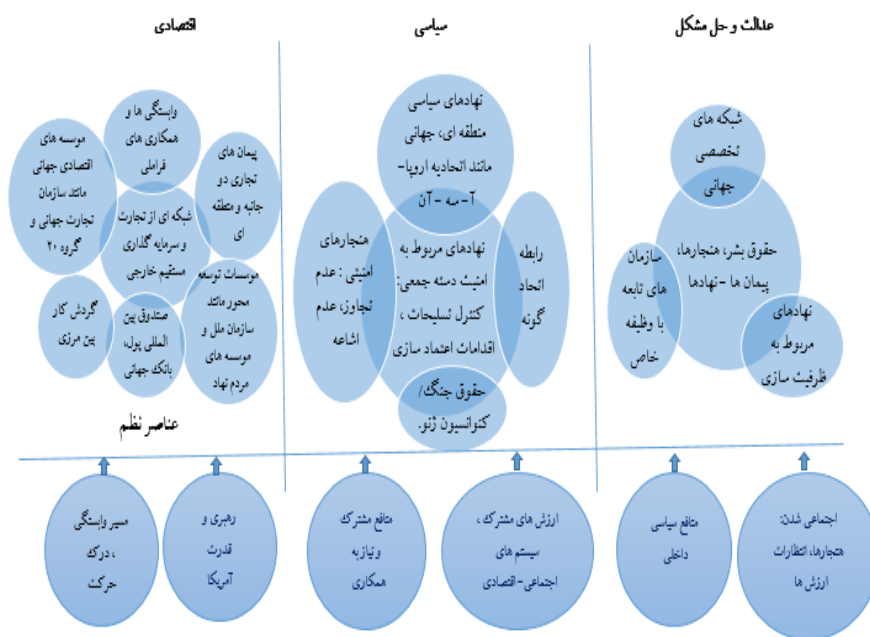 عدالت و حل مشکل
سیاسی
اقتصادی
شبکه های
تخصصی
جهانی
حقوق بشر، هنجارها،
پیمان ها -نهادها
سازمان
های تابعه
با وظیفه
خاص
نهادهای
مربوط به
ظرفیت سازی
نهادهای سیاسی
منطقه ای، جهانی
مانند اتحادیه اروپا-
آ- سه - آن
رابطه
اتحاد
گونه
نهادهای مربوط به
امنیت دسته جمعی:
کنترل تسلیحات ،
اقدامات اعتماد سازی
هنجارهای
امنیتی : عدم
تجاوز، عدم
اشاعه
حقوق جنگ/
کنوانسیون ژنو.
وابستگی ها و
همکاری های
فراملی
پیمان های
تجاری دو
جانبه و منطقه
ای
موسسه های
اقتصادی جهانی
مانند سازمان
تجارت جهانی و
گروه ۲۰
شبکه ای از تجارت
و سرمایه گذاری
مستقیم خارجی
موسسات توسعه
محور مانند
سازمان ملل و
موسسه های
مردم نهاد
صندوق بین
المللی پول،
بانک جهانی
گردش کار
بین مرزی
عناصر نظم
اجتماعی شدن:
هنجارها، انتظارات
ارزش ها
منافع سیاسی
داخلی
ارزش های مشترک ،
سیستم های
اجتماعی-اقتصادی
منافع مشترک
و نیاز به
همکاری
رهبری و
قدرت
آمریکا
مسیر وابستگی
، درک
حرکت